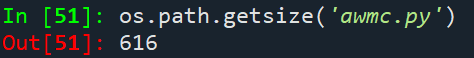 In [51]: os.path.getsize('awmc.py')
Out[51]: 616